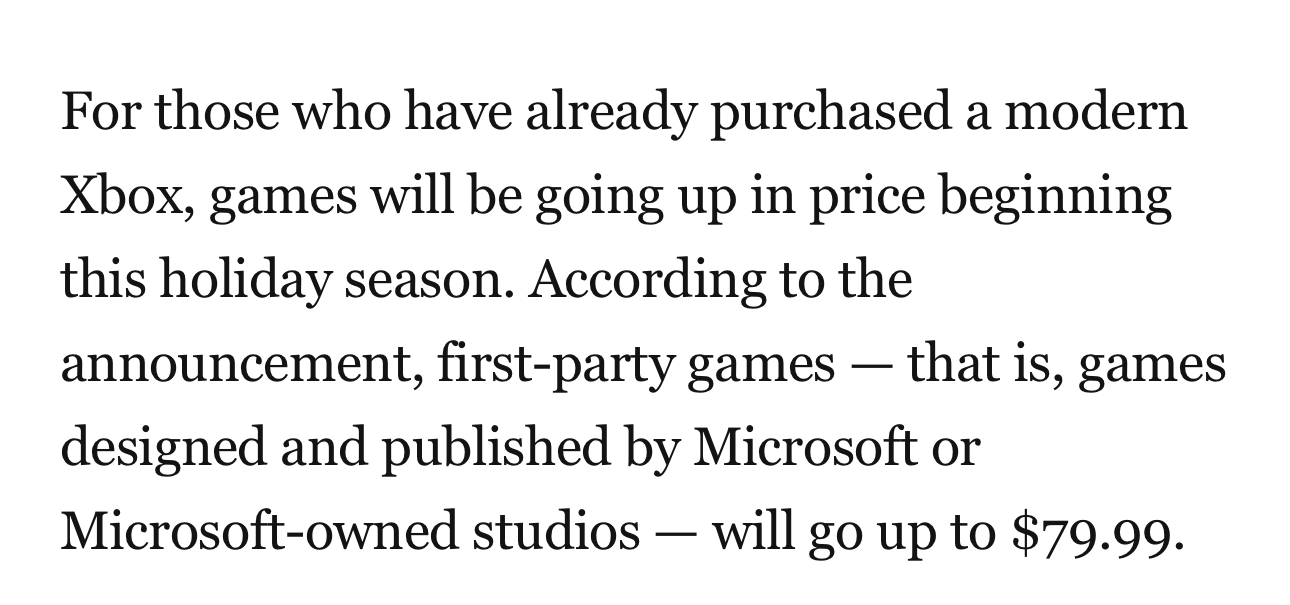 For those who have already purchased a modern
Xbox, games will be going up in price beginning
this holiday season. According to the
announcement, first-party games — that is, games
designed and published by Microsoft or
Microsoft-owned studios — will go up to $79.99.